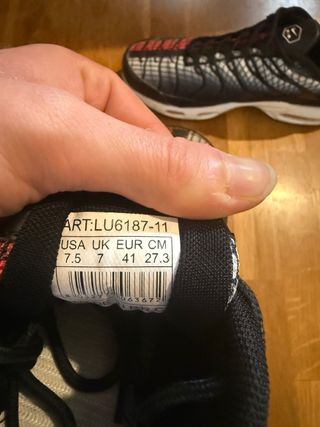 ART:LU6187-11
USA UK EUR CM
7.5 7 41 27.3